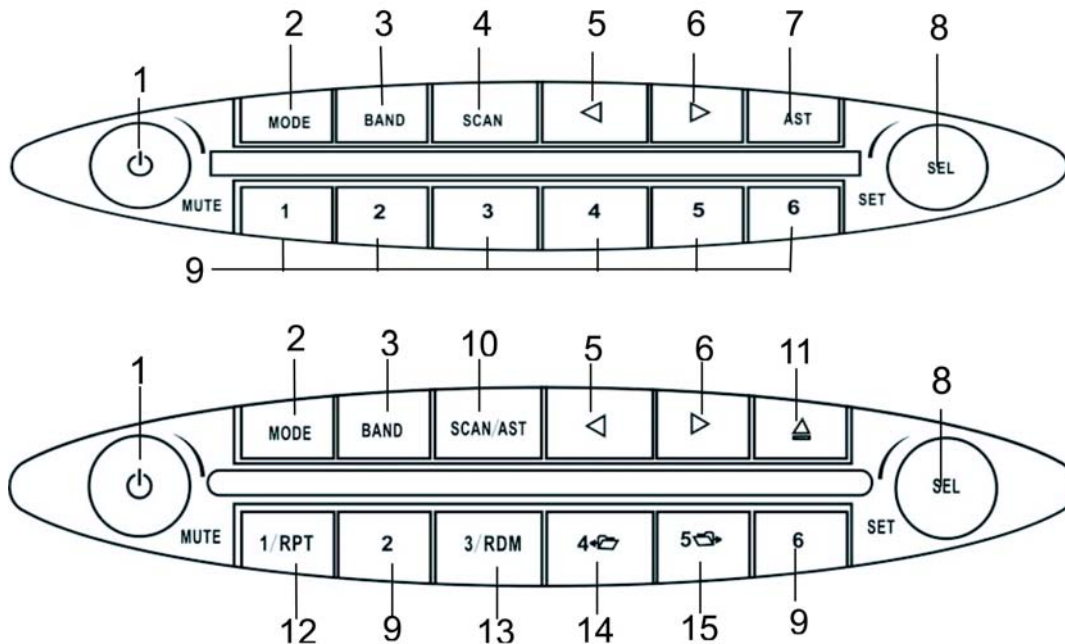 2 3 4 5 6 7 8
1
MODE BAND SCAN AST
SEL
MUTE SET
1 2 3 4 5 6
9
2 3 10 5 6 11 8
1
MODE BAND SCAN/AST
SEL
MUTE SET
1/RPT 2 3/RDM 4 5 6
12 9 13 14 15 9